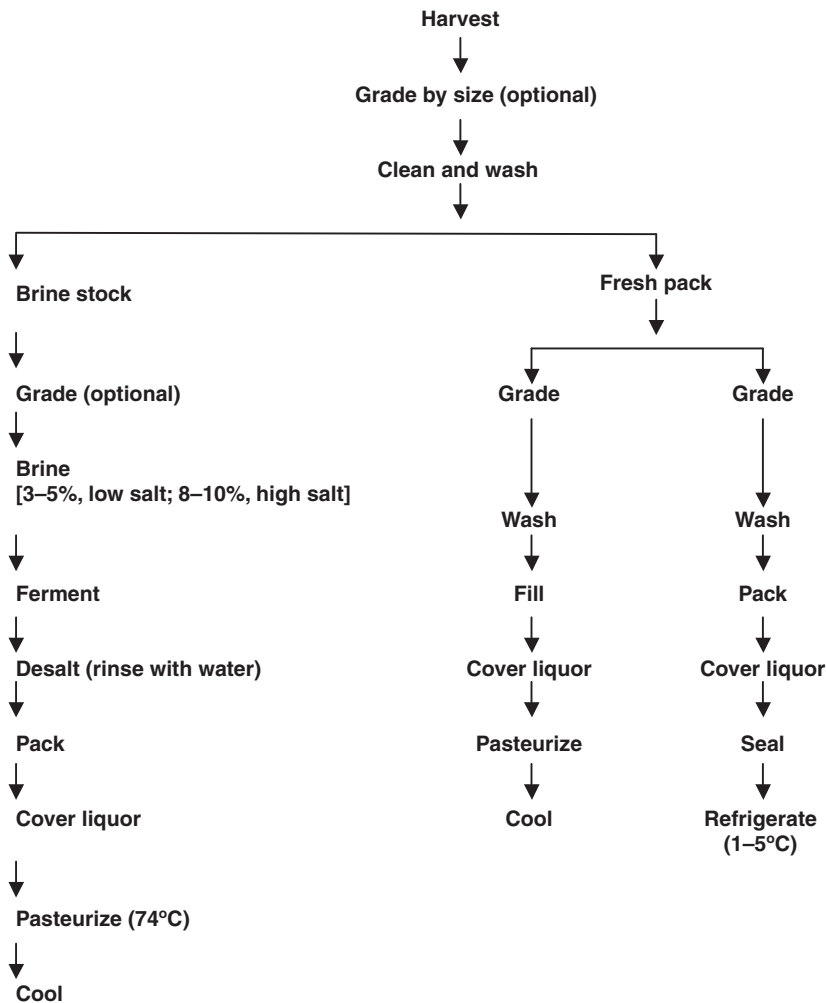 Harvest
Grade by size (optional)
Clean and wash
Brine stock
Grade (optional)
Brine
[3–5%, low salt; 8–10%, high salt]
Ferment
Desalt (rinse with water)
Pack
Cover liquor
Pasteurize (74ºC)
Cool
Fresh pack
Grade
Wash
Fill
Cover liquor
Pasteurize
Cool
Grade
Wash
Pack
Cover liquor
Seal
Refrigerate
(1–5ºC)